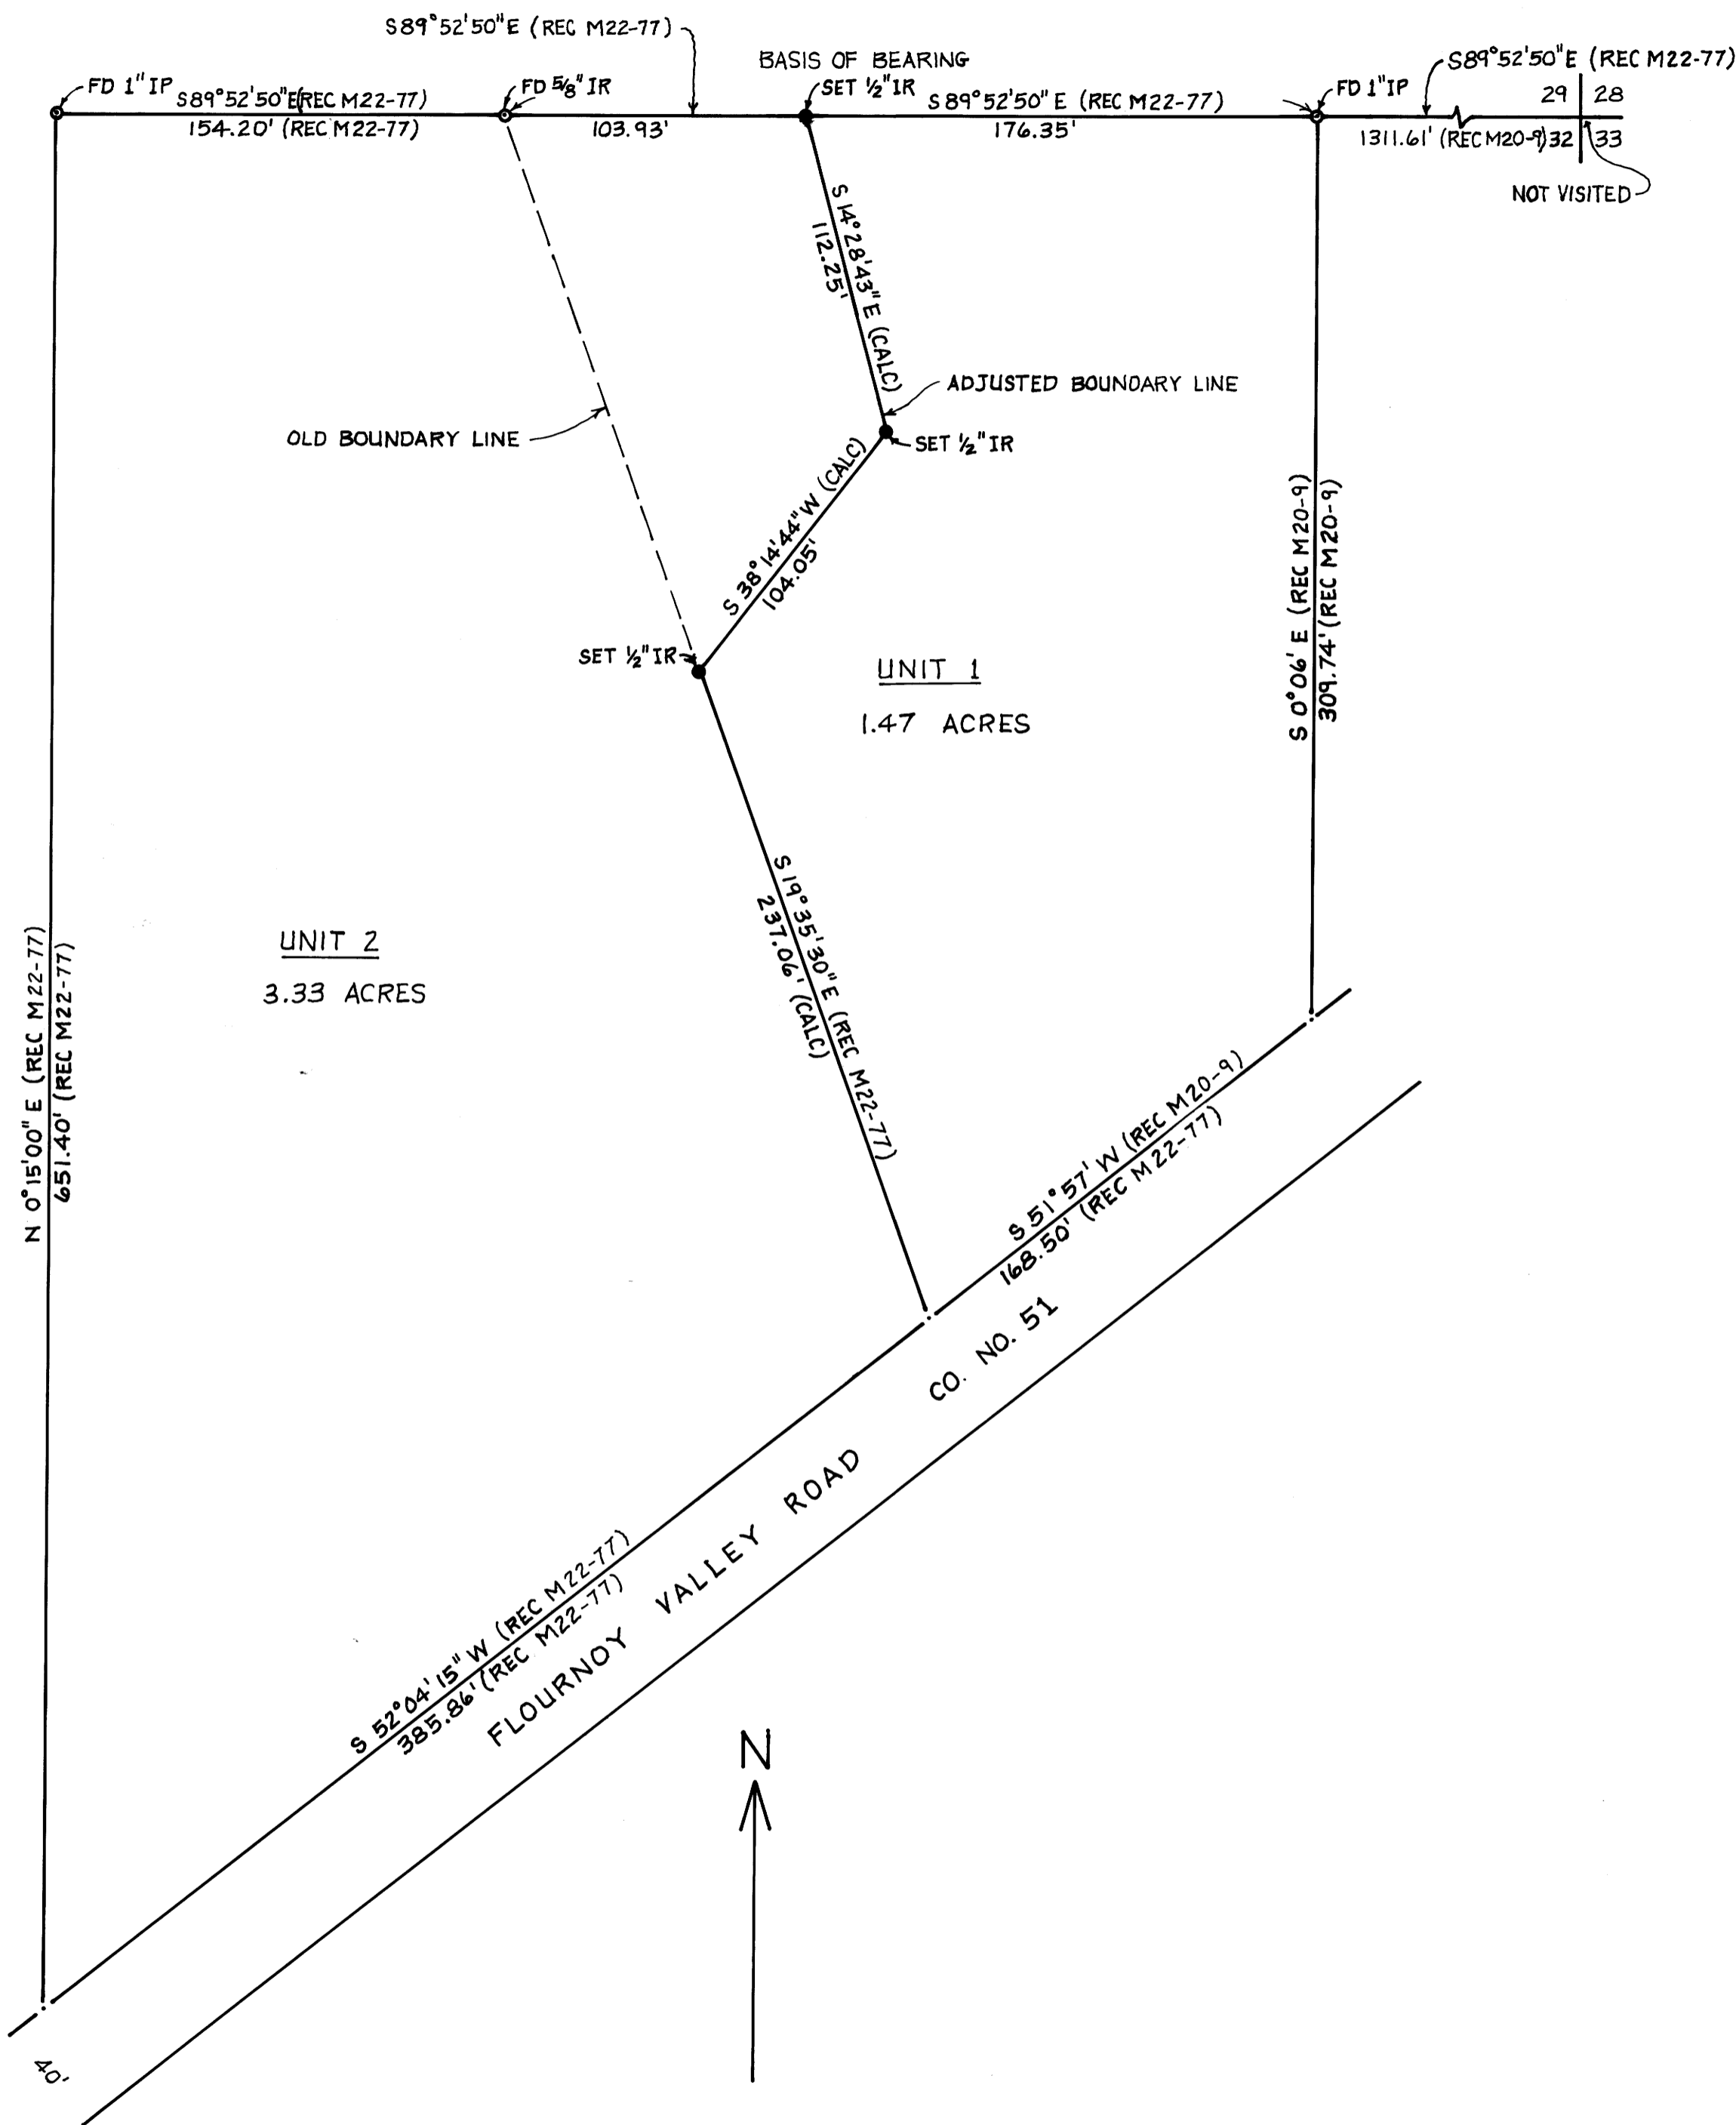 S89°52'50"E (REC M22-77)
BASIS OF BEARING
S89°52'50"E (REC M22-77)
FD 1" IP
S89°52'50"E(REC M22-77)
154.20' (REC M22-77)
FD 5/8" IR
103.93'
SET ½" IR
S89°52'50"E (REC M22-77)
176.35'
FD 1" IP
1311.61' (REC M20-9)
29
28
32
33
NOT VISITED
S 14°28'43" E (CALC)
112.25'
ADJUSTED BOUNDARY LINE
OLD BOUNDARY LINE
SET ½" IR
S 38°14'44" W (CALC)
104.05'
S 0°06' E (REC M20-9)
309.74' (REC M20-9)
SET ½" IR
UNIT 1
1.47 ACRES
S 19°35'30" E (REC M22-77)
237.06' (CALC)
UNIT 2
3.33 ACRES
N 0°15'00" E (REC M22-77)
651.40' (REC M22-77)
S 51°57' W (REC M20-9)
168.50' (REC M22-77)
CO. NO. 51
FLOURNOY VALLEY ROAD
S 52°04'15" W (REC M22-77)
385.86' (REC M22-77)
N
40'